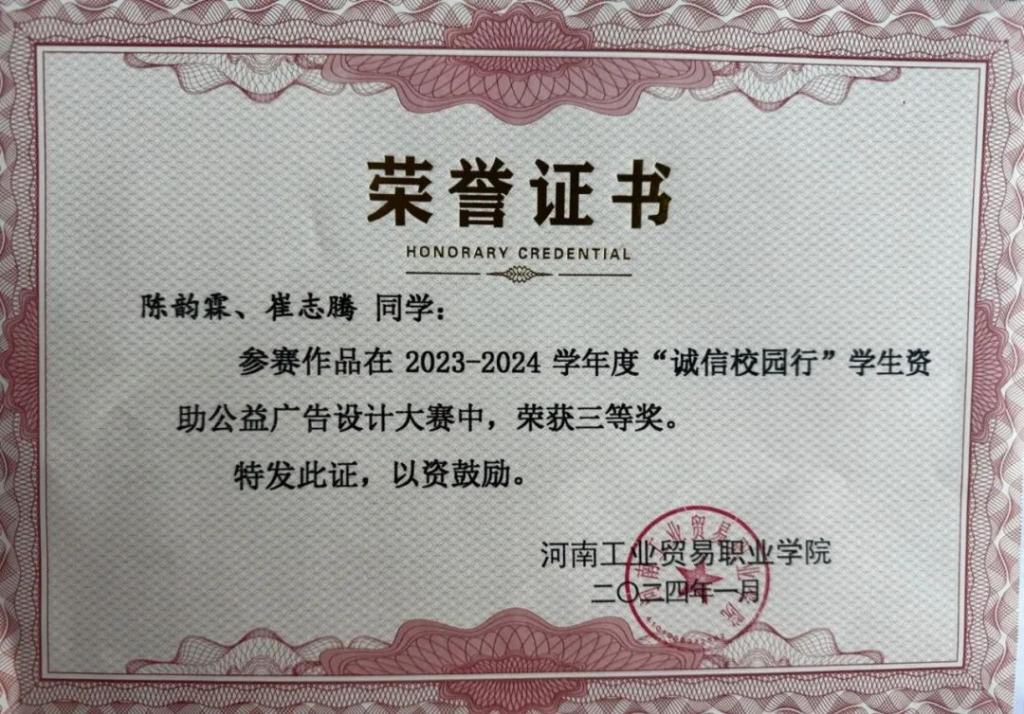 荣誉证书
HONORARY CREDENTIAL
陈韵霖、崔志腾 同学：
参赛作品在 2023-2024 学年度“诚信校园行”学生资
助公益广告设计大赛中，荣获三等奖。
特发此证，以资鼓励。
河南工业贸易职业学院
二〇二四年一月